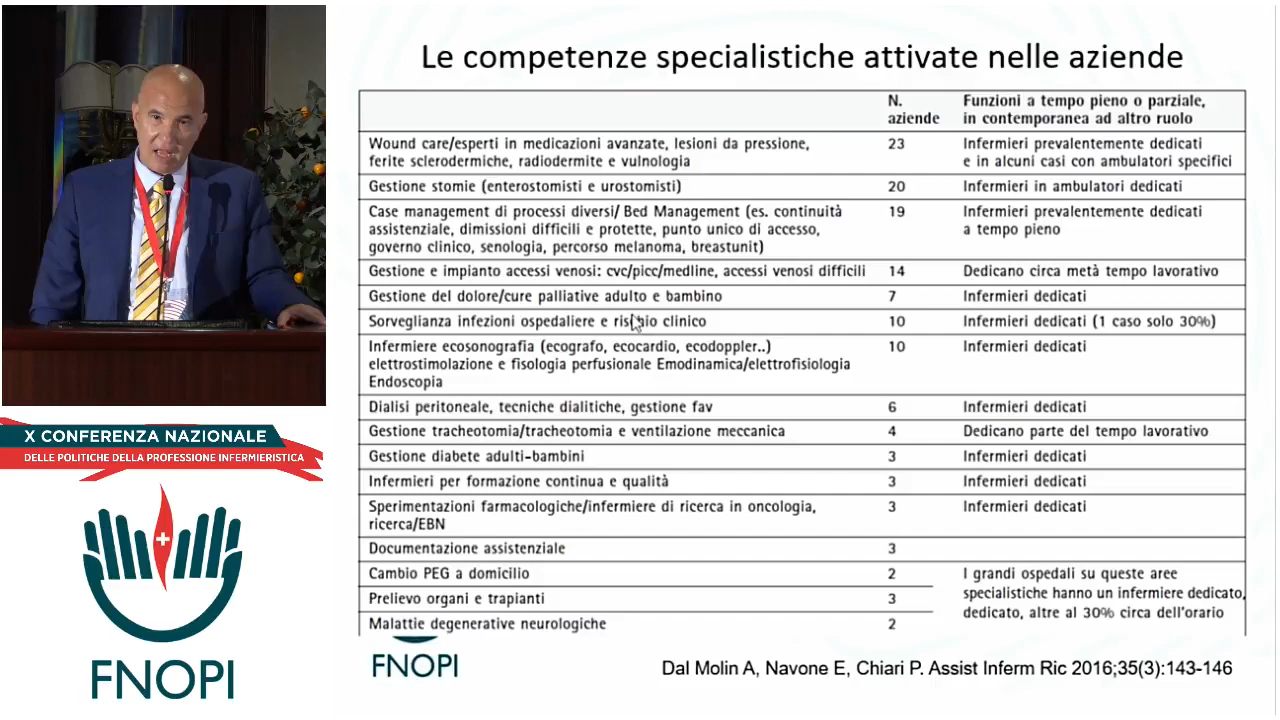 Le competenze specialistiche attivate nelle aziende
N. aziende
Funzioni a tempo pieno o parziale,
in contemporanea ad altro ruolo
Wound care/esperti in medicazioni avanzate, lesioni da pressione,
ferite sclerodermiche, radiodermite e vulnologia
23
Infermieri prevalentemente dedicati
e in alcuni casi con ambulatori specifici
Gestione stomie (enterostomisti e urostomisti)
20
Infermieri in ambulatori dedicati
Case management di processi diversi/ Bed Management (es. continuità
assistenziale, dimissioni difficili e protette, punto unico di accesso,
governo clinico, senologia, percorso melanoma, breastunit)
19
Infermieri prevalentemente dedicati
a tempo pieno
Gestione e impianto accessi venosi: cvc/picc/medline, accessi venosi difficili
14
Dedicano circa metà tempo lavorativo
Gestione del dolore/cure palliative adulto e bambino
7
Infermieri dedicati
Sorveglianza infezioni ospedaliere e rischio clinico
10
Infermieri dedicati (1 caso solo 30%)
Infermiere ecosonografia (ecografo, ecocardio, ecodoppler..)
elettrostimolazione e fisologia perfusionale Emodinamica/elettrofisiologia
Endoscopia
10
Infermieri dedicati
Dialisi peritoneale, tecniche dialitiche, gestione fav
6
Infermieri dedicati
Gestione tracheotomia/tracheotomia e ventilazione meccanica
4
Dedicano parte del tempo lavorativo
Gestione diabete adulti-bambini
3
Infermieri dedicati
Infermieri per formazione continua e qualità
3
Infermieri dedicati
Sperimentazioni farmacologiche/infermiere di ricerca in oncologia,
ricerca/EBN
3
Infermieri dedicati
Documentazione assistenziale
3
Cambio PEG a domicilio
2
Prelievo organi e trapianti
3
Malattie degenerative neurologiche
2
I grandi ospedali su queste aree
specialistiche hanno un infermiere dedicato,
dedicato, altre al 30% circa dell'orario
FNOPI
Dal Molin A, Navone E, Chiari P. Assist Inferm Ric 2016;35(3):143-146
X CONFERENZA NAZIONALE
DELLE POLITICHE DELLA PROFESSIONE INFERMIERISTICA
FNOPI